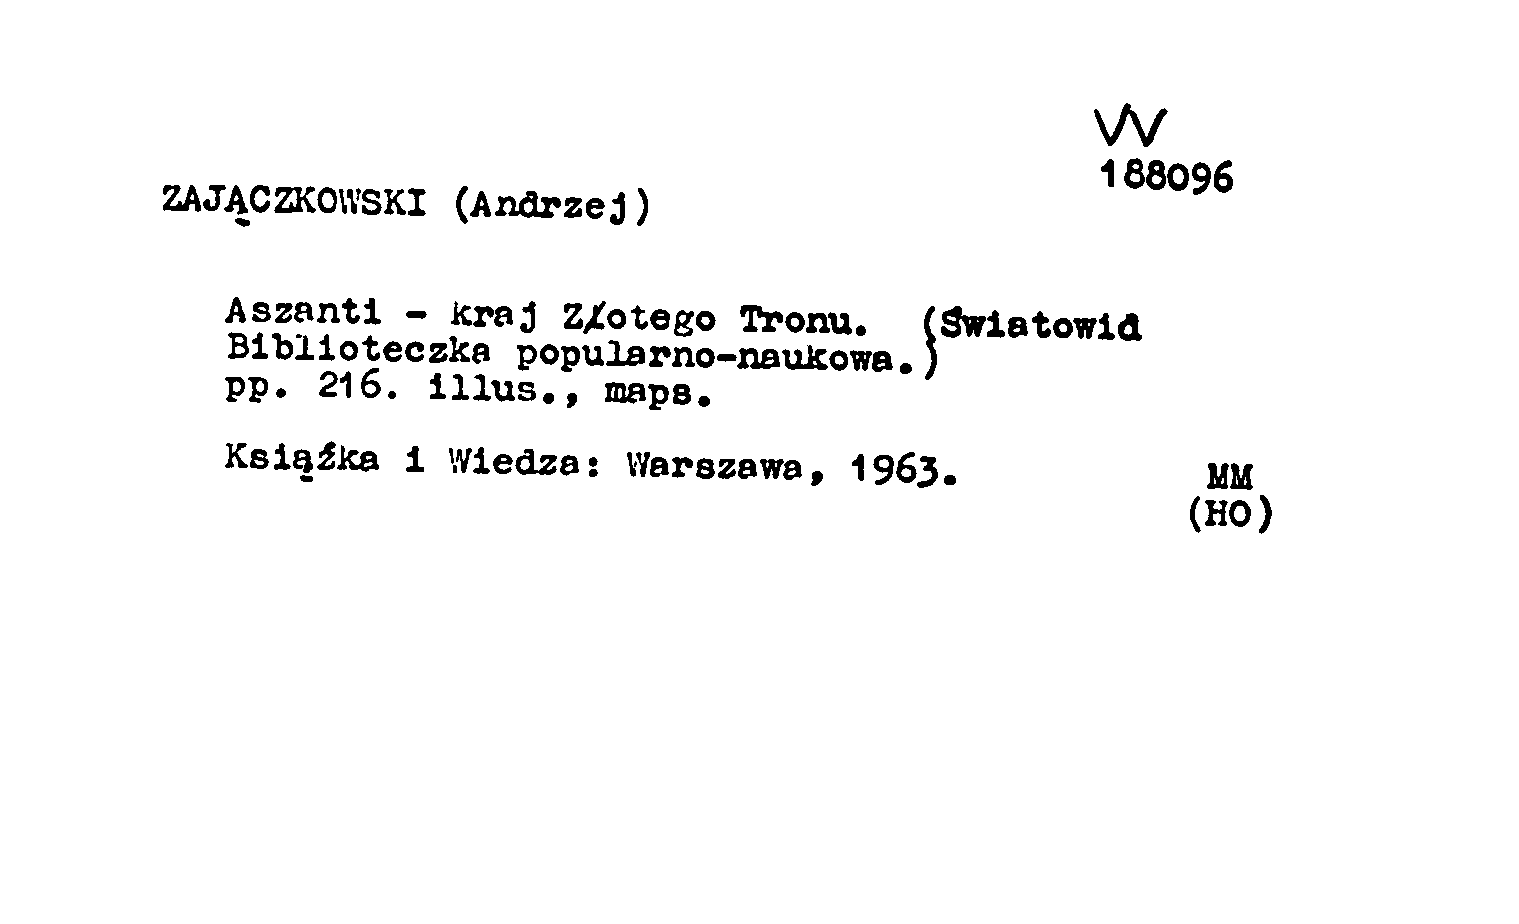 W
188096
ZAJĄCZKOWSKI (Andrzej)
Aszanti - kraj Złotego Tronu. (Światowid
Biblioteczka popularno-naukowa.)
pp. 216. illus., maps.
Książka i Wiedza: Warszawa, 1963.
MM
(HO)